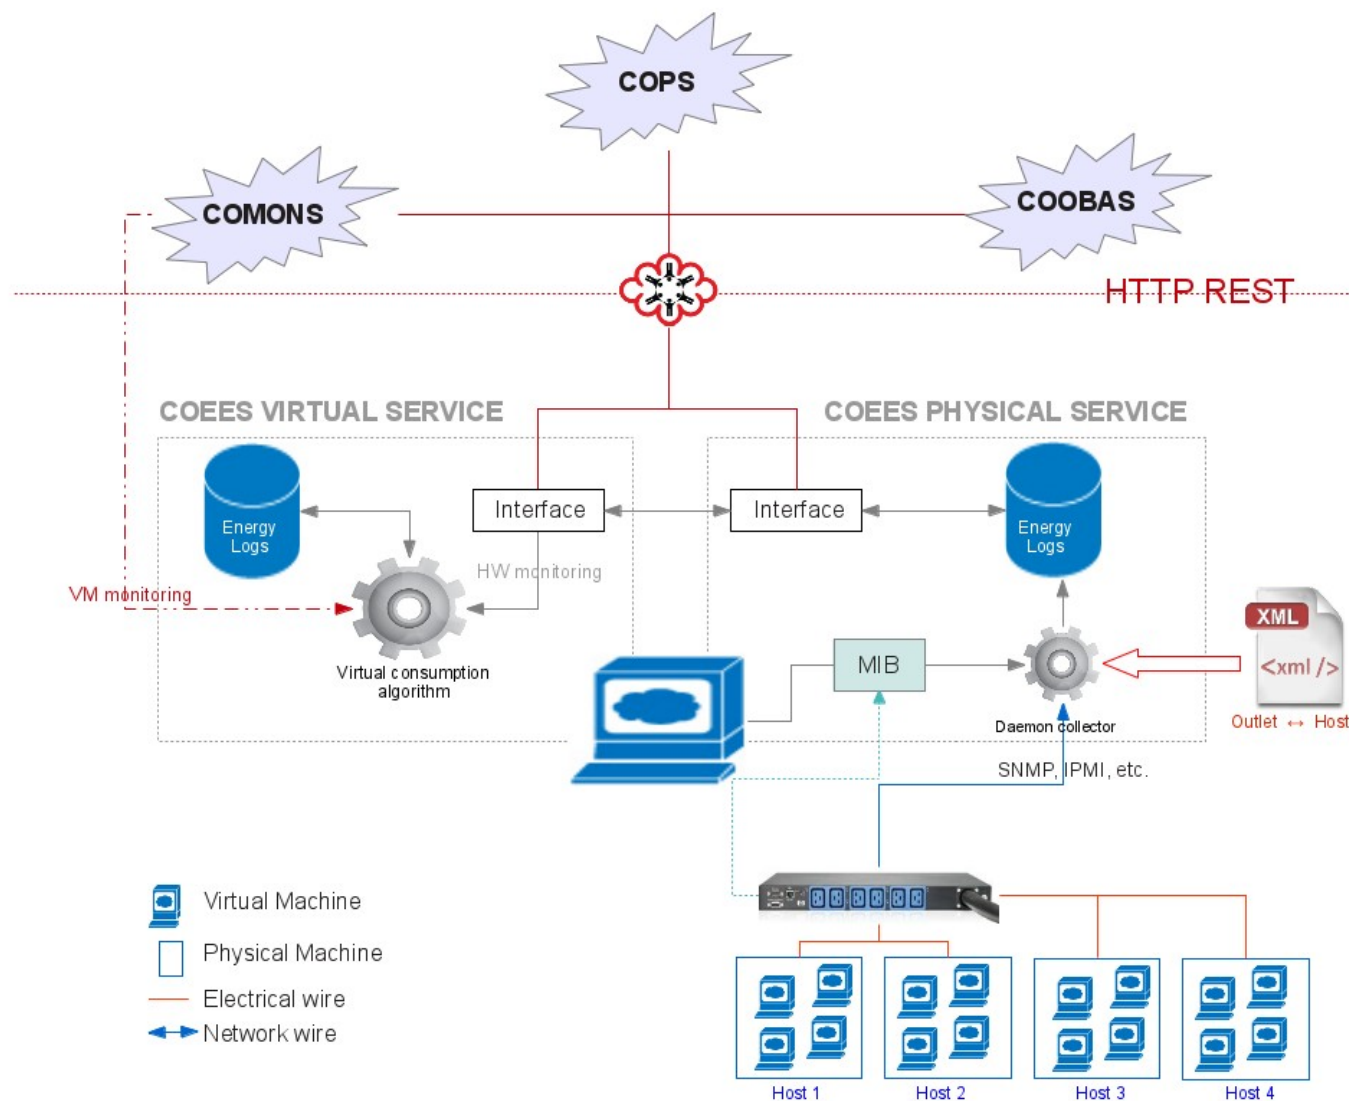 COPS
COMONS
COOBAS
HTTP REST
COEES VIRTUAL SERVICE
COEES PHYSICAL SERVICE
Energy
Logs
Interface
Interface
Energy
Logs
HW monitoring
VM monitoring
Virtual consumption
algorithm
MIB
XML
<xml />
Outlet ↔ Host
Daemon collector
SNMP, IPMI, etc.
Virtual Machine
Physical Machine
Electrical wire
Network wire
Host 1
Host 2
Host 3
Host 4